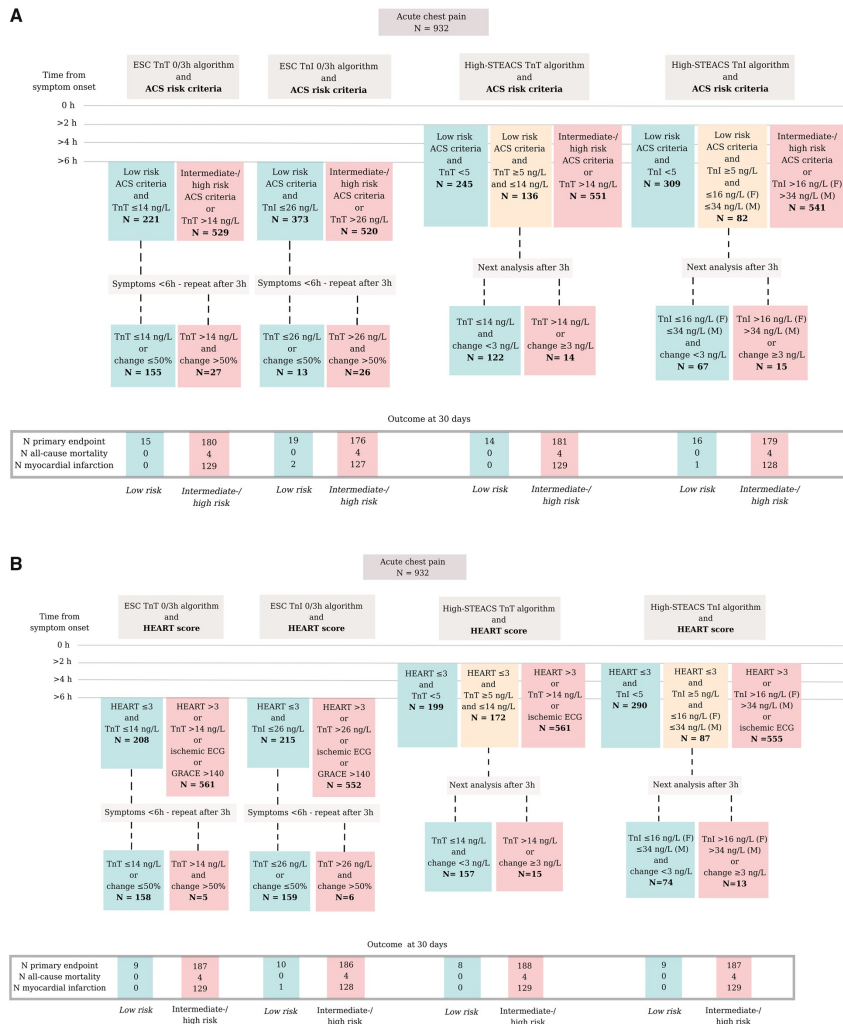 A
Acute chest pain
N = 932
Time from
symptom onset
ESC TnT 0/3h algorithm
and
ACS risk criteria
ESC TnI 0/3h algorithm
and
ACS risk criteria
High-STEACS TnT algorithm
and
ACS risk criteria
High-STEACS TnI algorithm
and
ACS risk criteria
0 h
>2 h
>4 h
>6 h
Low risk
ACS criteria
and
TnT ≤14 ng/L
N = 221
Intermediate-/
high risk
ACS criteria
or
TnT >14 ng/L
N = 529
Low risk
ACS criteria
and
TnI ≤26 ng/L
N = 373
Intermediate-/
high risk
ACS criteria
or
TnT >26 ng/L
N = 520
Low risk
ACS criteria
and
TnT <5
N = 245
Low risk
ACS criteria
and
TnT ≥5 ng/L
and ≤14 ng/L
N = 136
Intermediate-/
high risk
ACS criteria
or
TnT >14 ng/L
N = 551
Low risk
ACS criteria
and
TnI <5
N = 309
Low risk
ACS criteria
and
TnI ≥5 ng/L
and
≤16 ng/L (F)
≤34 ng/L (M)
N = 82
Intermediate-/
high risk
ACS criteria
or
TnI >16 ng/L (F)
>34 ng/L (M)
N = 541
Symptoms <6h - repeat after 3h
Symptoms <6h - repeat after 3h
Next analysis after 3h
Next analysis after 3h
TnT ≤14 ng/L
or
change ≤50%
N = 155
TnT >14 ng/L
and
change >50%
N=27
TnT ≤26 ng/L
or
change ≤50%
N = 13
TnT >26 ng/L
and
change >50%
N=26
TnT ≤14 ng/L
and
change <3 ng/L
N = 122
TnT >14 ng/L
or
change ≥3 ng/L
N= 14
TnI ≤16 ng/L (F)
≤34 ng/L (M)
and
change <3 ng/L
N = 67
TnI >16 ng/L (F)
>34 ng/L (M)
or
change ≥3 ng/L
N = 15
Outcome at 30 days
N primary endpoint 15 180 19 176 14 181 16 179
N all-cause mortality 0 4 0 4 0 4 0 4
N myocardial infarction 0 129 2 127 0 129 1 128
Low risk Intermediate-/ Low risk Intermediate-/ Low risk Intermediate-/ Low risk Intermediate-/
high risk high risk high risk high risk
B
Acute chest pain
N = 932
Time from
symptom onset
ESC TnT 0/3h algorithm
and
HEART score
ESC TnI 0/3h algorithm
and
HEART score
High-STEACS TnT algorithm
and
HEART score
High-STEACS TnI algorithm
and
HEART score
0 h
>2 h
>4 h
>6 h
HEART ≤3
and
TnT ≤14 ng/L
N = 208
HEART >3
or
TnT >14 ng/L
or
ischemic ECG
or
GRACE >140
N = 561
HEART ≤3
and
TnI ≤26 ng/L
N = 215
HEART >3
or
TnT >26 ng/L
or
ischemic ECG
or
GRACE >140
N = 552
HEART ≤3
and
TnT <5
N = 199
HEART ≤3
and
TnT ≥5 ng/L
and ≤14 ng/L
N = 172
HEART >3
or
TnT >14 ng/L
or
ischemic ECG
N =561
HEART ≤3
and
TnI <5
N = 290
HEART ≤3
and
TnI ≥5 ng/L
and
≤16 ng/L (F)
≤34 ng/L (M)
N = 87
HEART >3
or
TnI >16 ng/L (F)
>34 ng/L (M)
or
ischemic ECG
N =555
Symptoms <6h - repeat after 3h
Symptoms <6h - repeat after 3h
Next analysis after 3h
Next analysis after 3h
TnT ≤14 ng/L
or
change ≤50%
N = 158
TnT >14 ng/L
and
change >50%
N=5
TnT ≤26 ng/L
or
change ≤50%
N = 159
TnT >26 ng/L
and
change >50%
N=6
TnT ≤14 ng/L
and
change <3 ng/L
N= 157
TnT >14 ng/L
or
change ≥3 ng/L
N=15
TnI ≤16 ng/L (F)
≤34 ng/L (M)
and
change <3 ng/L
N=74
TnI >16 ng/L (F)
>34 ng/L (M)
or
change ≥3 ng/L
N=13
Outcome at 30 days
N primary endpoint 9 187 10 186 8 188 9 187
N all-cause mortality 0 4 0 4 0 4 0 4
N myocardial infarction 0 129 1 128 0 129 0 129
Low risk Intermediate-/ Low risk Intermediate-/ Low risk Intermediate-/ Low risk Intermediate-/
high risk high risk high risk high risk